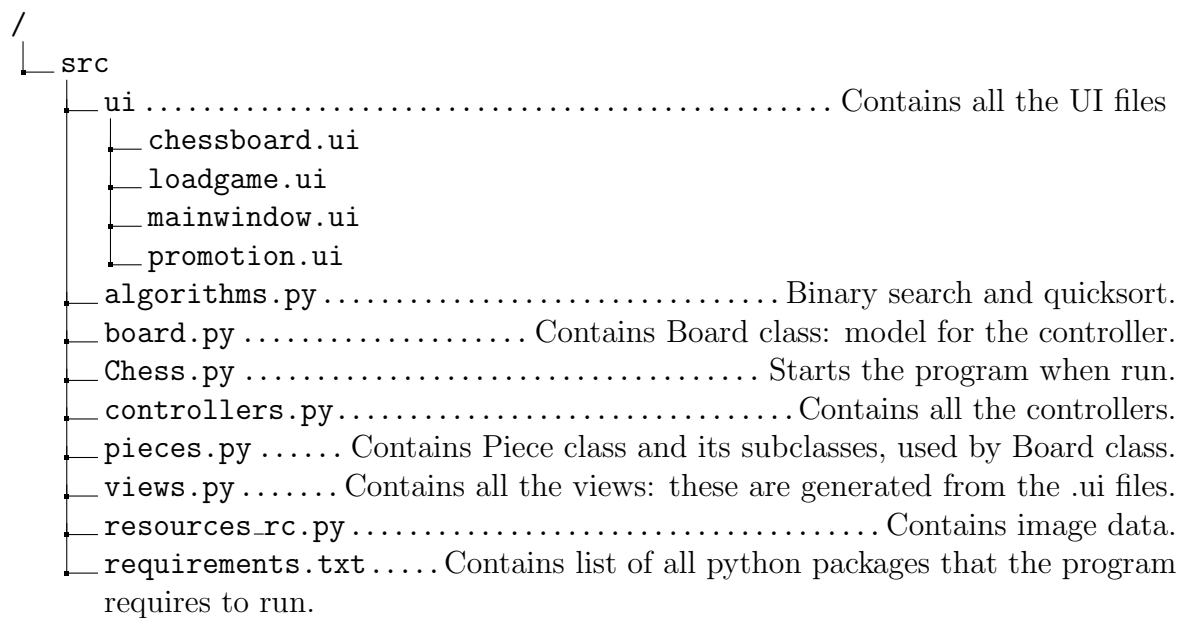 /
src
ui ................................................ Contains all the UI files
chessboard.ui
loadgame.ui
mainwindow.ui
promotion.ui
algorithms.py ................................ Binary search and quicksort.
board.py .................... Contains Board class: model for the controller.
Chess.py ..................................... Starts the program when run.
controllers.py ................................ Contains all the controllers.
pieces.py ...... Contains Piece class and its subclasses, used by Board class.
views.py ....... Contains all the views: these are generated from the .ui files.
resources_rc.py ..................................... Contains image data.
requirements.txt ..... Contains list of all python packages that the program
requires to run.